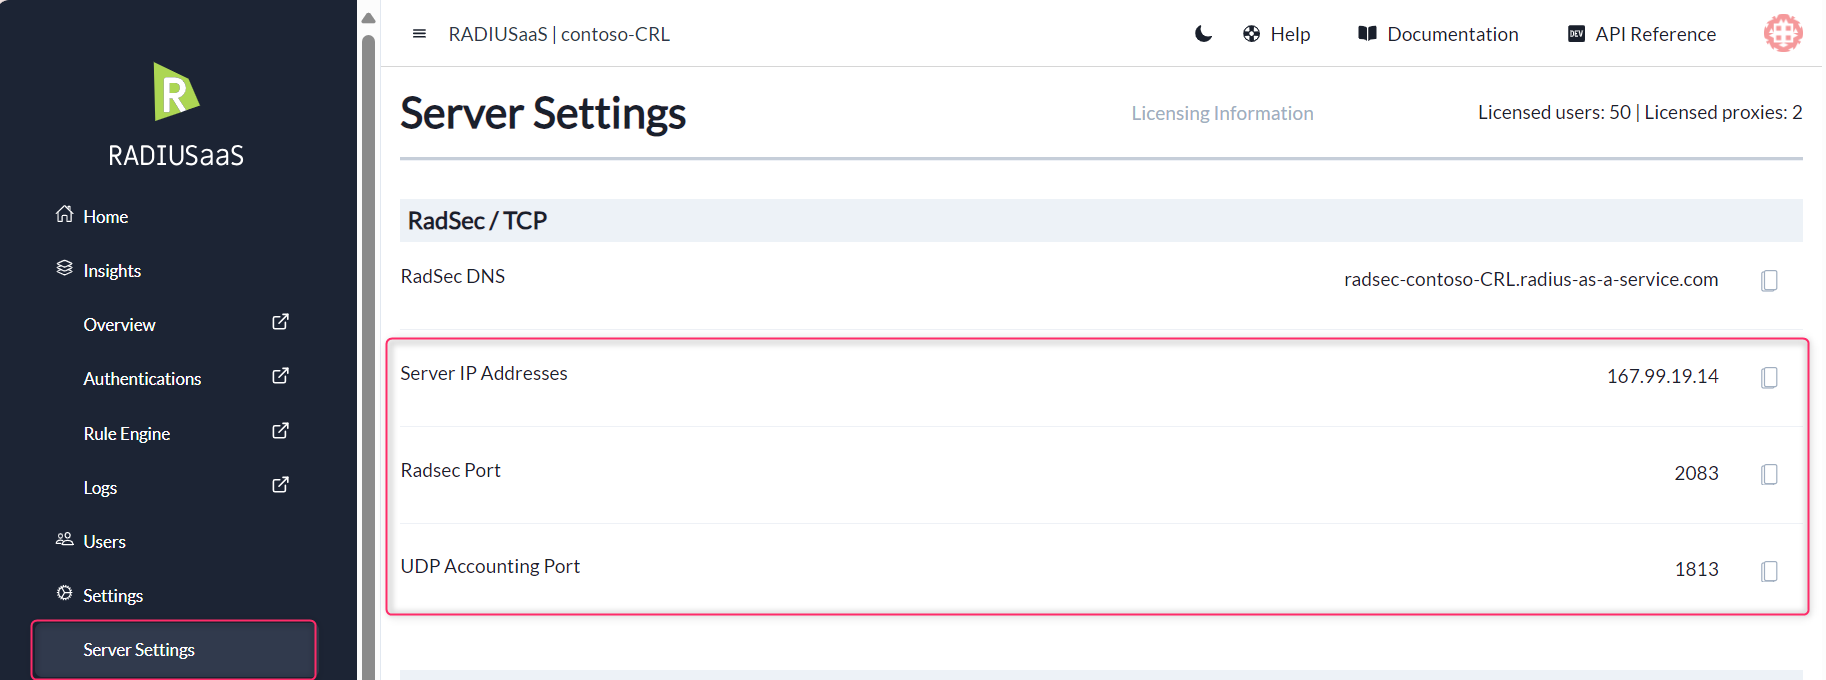 RADIUSaaS | contoso-CRL
Help
Documentation
DEV
API Reference
R
RADIUSaaS
Home
Insights
Overview
Authentications
Rule Engine
Logs
Users
Settings
Server Settings
Server Settings
Licensing Information
Licensed users: 50 | Licensed proxies: 2
RadSec / TCP
RadSec DNS
radsec-contoso-CRL.radius-as-a-service.com
Server IP Addresses
167.99.19.14
Radsec Port
2083
UDP Accounting Port
1813